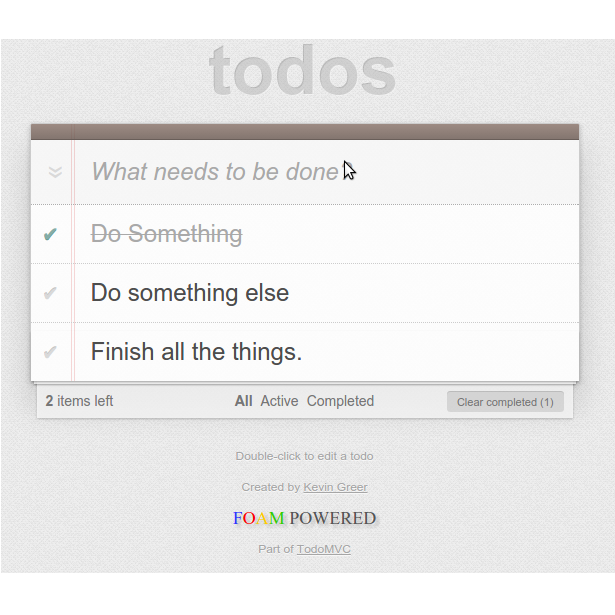 todos
What needs to be done?
Do Something
Do something else
Finish all the things.
2 items left All Active Completed Clear completed (1)
Double-click to edit a todo
Created by Kevin Greer
FOAM POWERED
Part of TodoMVC